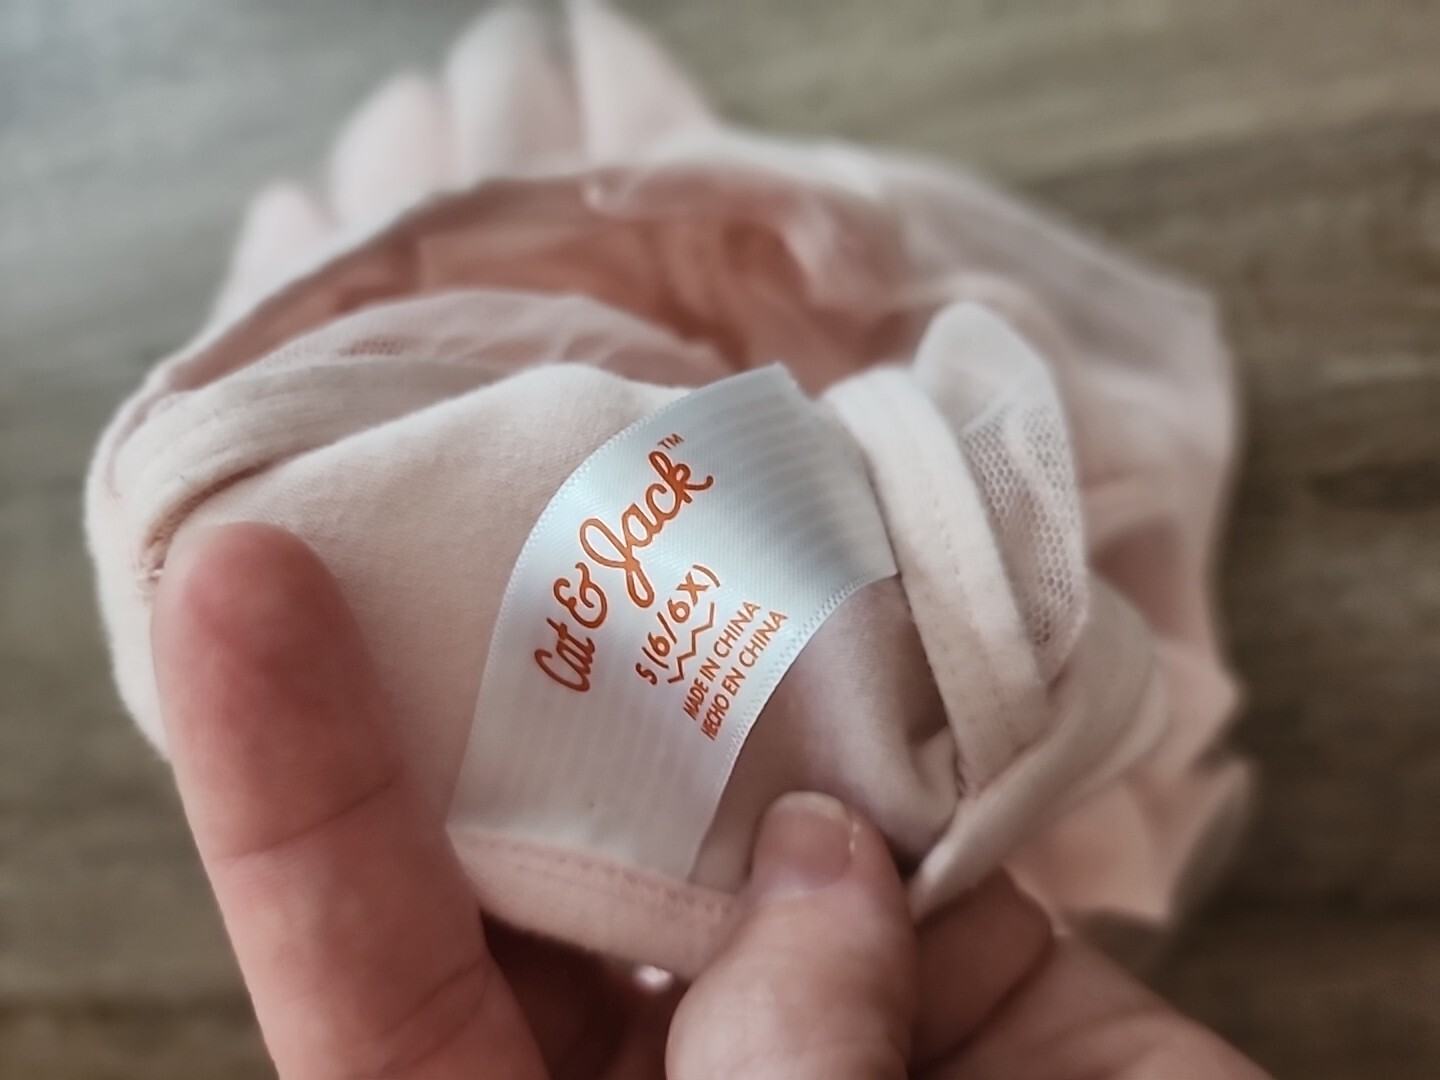 Cat & Jack™
S (6/6X)
MADE IN CHINA
HECHO EN CHINA